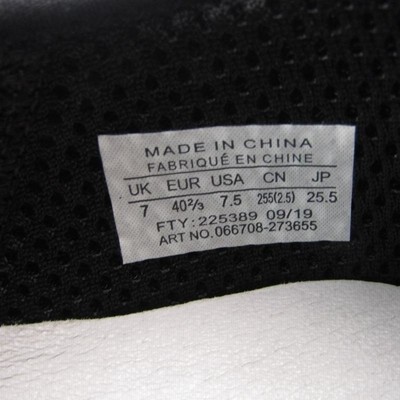 MADE IN CHINA
FABRIQUÉ EN CHINE
UK EUR USA CN JP
7 40⅔ 7.5 255(2.5) 25.5
FTY: 225389 09/19
ART NO. 066708-273655